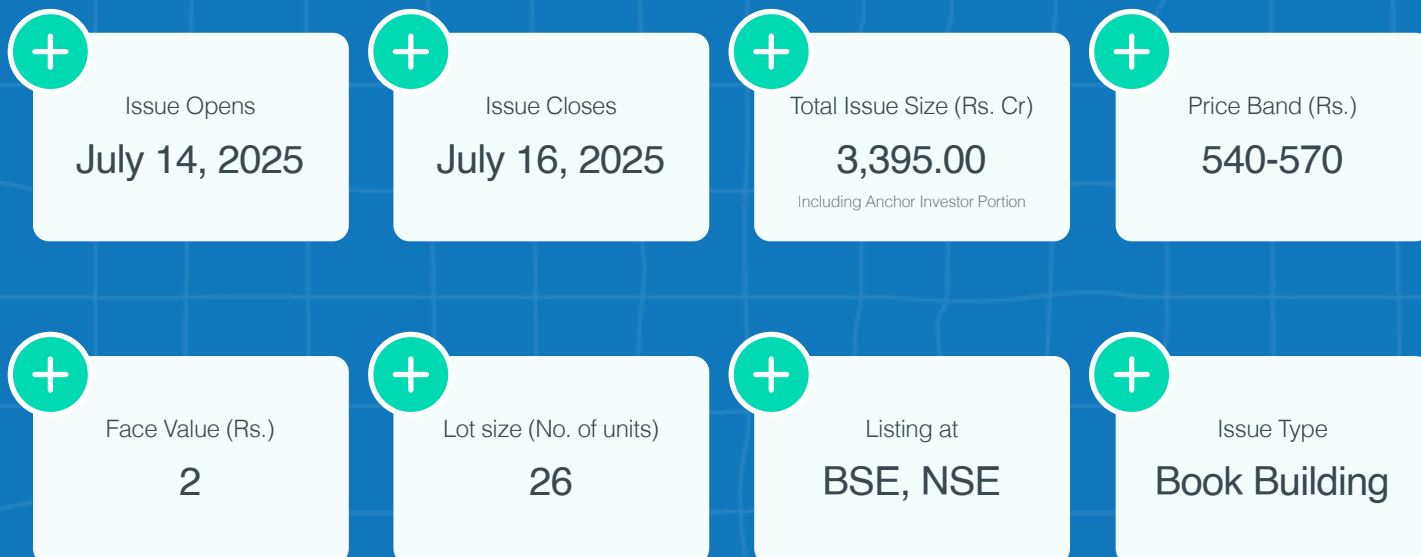 Issue Opens
July 14, 2025
Issue Closes
July 16, 2025
Total Issue Size (Rs. Cr)
3,395.00
Including Anchor Investor Portion
Price Band (Rs.)
540-570
Face Value (Rs.)
2
Lot size (No. of units)
26
Listing at
BSE, NSE
Issue Type
Book Building